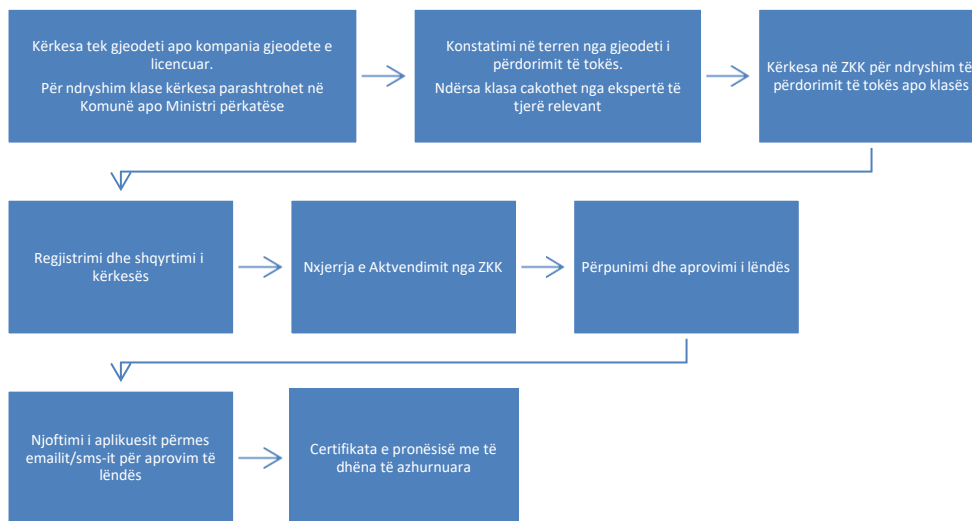 Kërkesa tek gjeodeti apo kompania gjeodete e
licencuar.
Për ndryshim klase kërkesa parashtrohet në
Komunë apo Ministri përkatëse
Konstatimi në terren nga gjeodeti i
përdorimit të tokës.
Ndërsa klasa cakothet nga ekspertë të
tjerë relevant
Kërkesa në ZKK për ndryshim të
përdorimit të tokës apo klasës
Regjistrimi dhe shqyrtimi i
kërkesës
Nxjerrja e Aktvendimit nga ZKK
Përpunimi dhe aprovimi i lëndës
Njoftimi i aplikuesit përmes
emailit/sms-it për aprovim të
lëndës
Certifikata e pronësisë me të
dhëna të azhurnuara